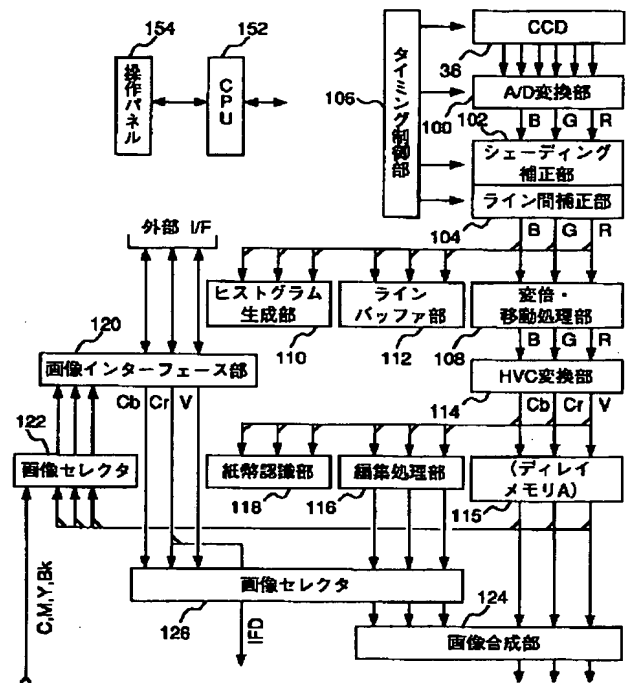 154
操作パネル
152
CPU
106
タイミング制御部
CCD
36
A/D変換部
100
102
B G R
シェーディング
補正部
ライン間補正部
104
B G R
外部 I/F
ヒストグラム
生成部
110
ライン
バッファ部
112
変倍・
移動処理部
108
B G R
120
画像インターフェース部
HVC変換部
114
Cb Cr V
Cb Cr V
122
画像セレクタ
紙幣認識部
118
編集処理部
116
(ディレイ
メモリA)
115
C,M,Y,Bk
画像セレクタ
126
IFD
124
画像合成部